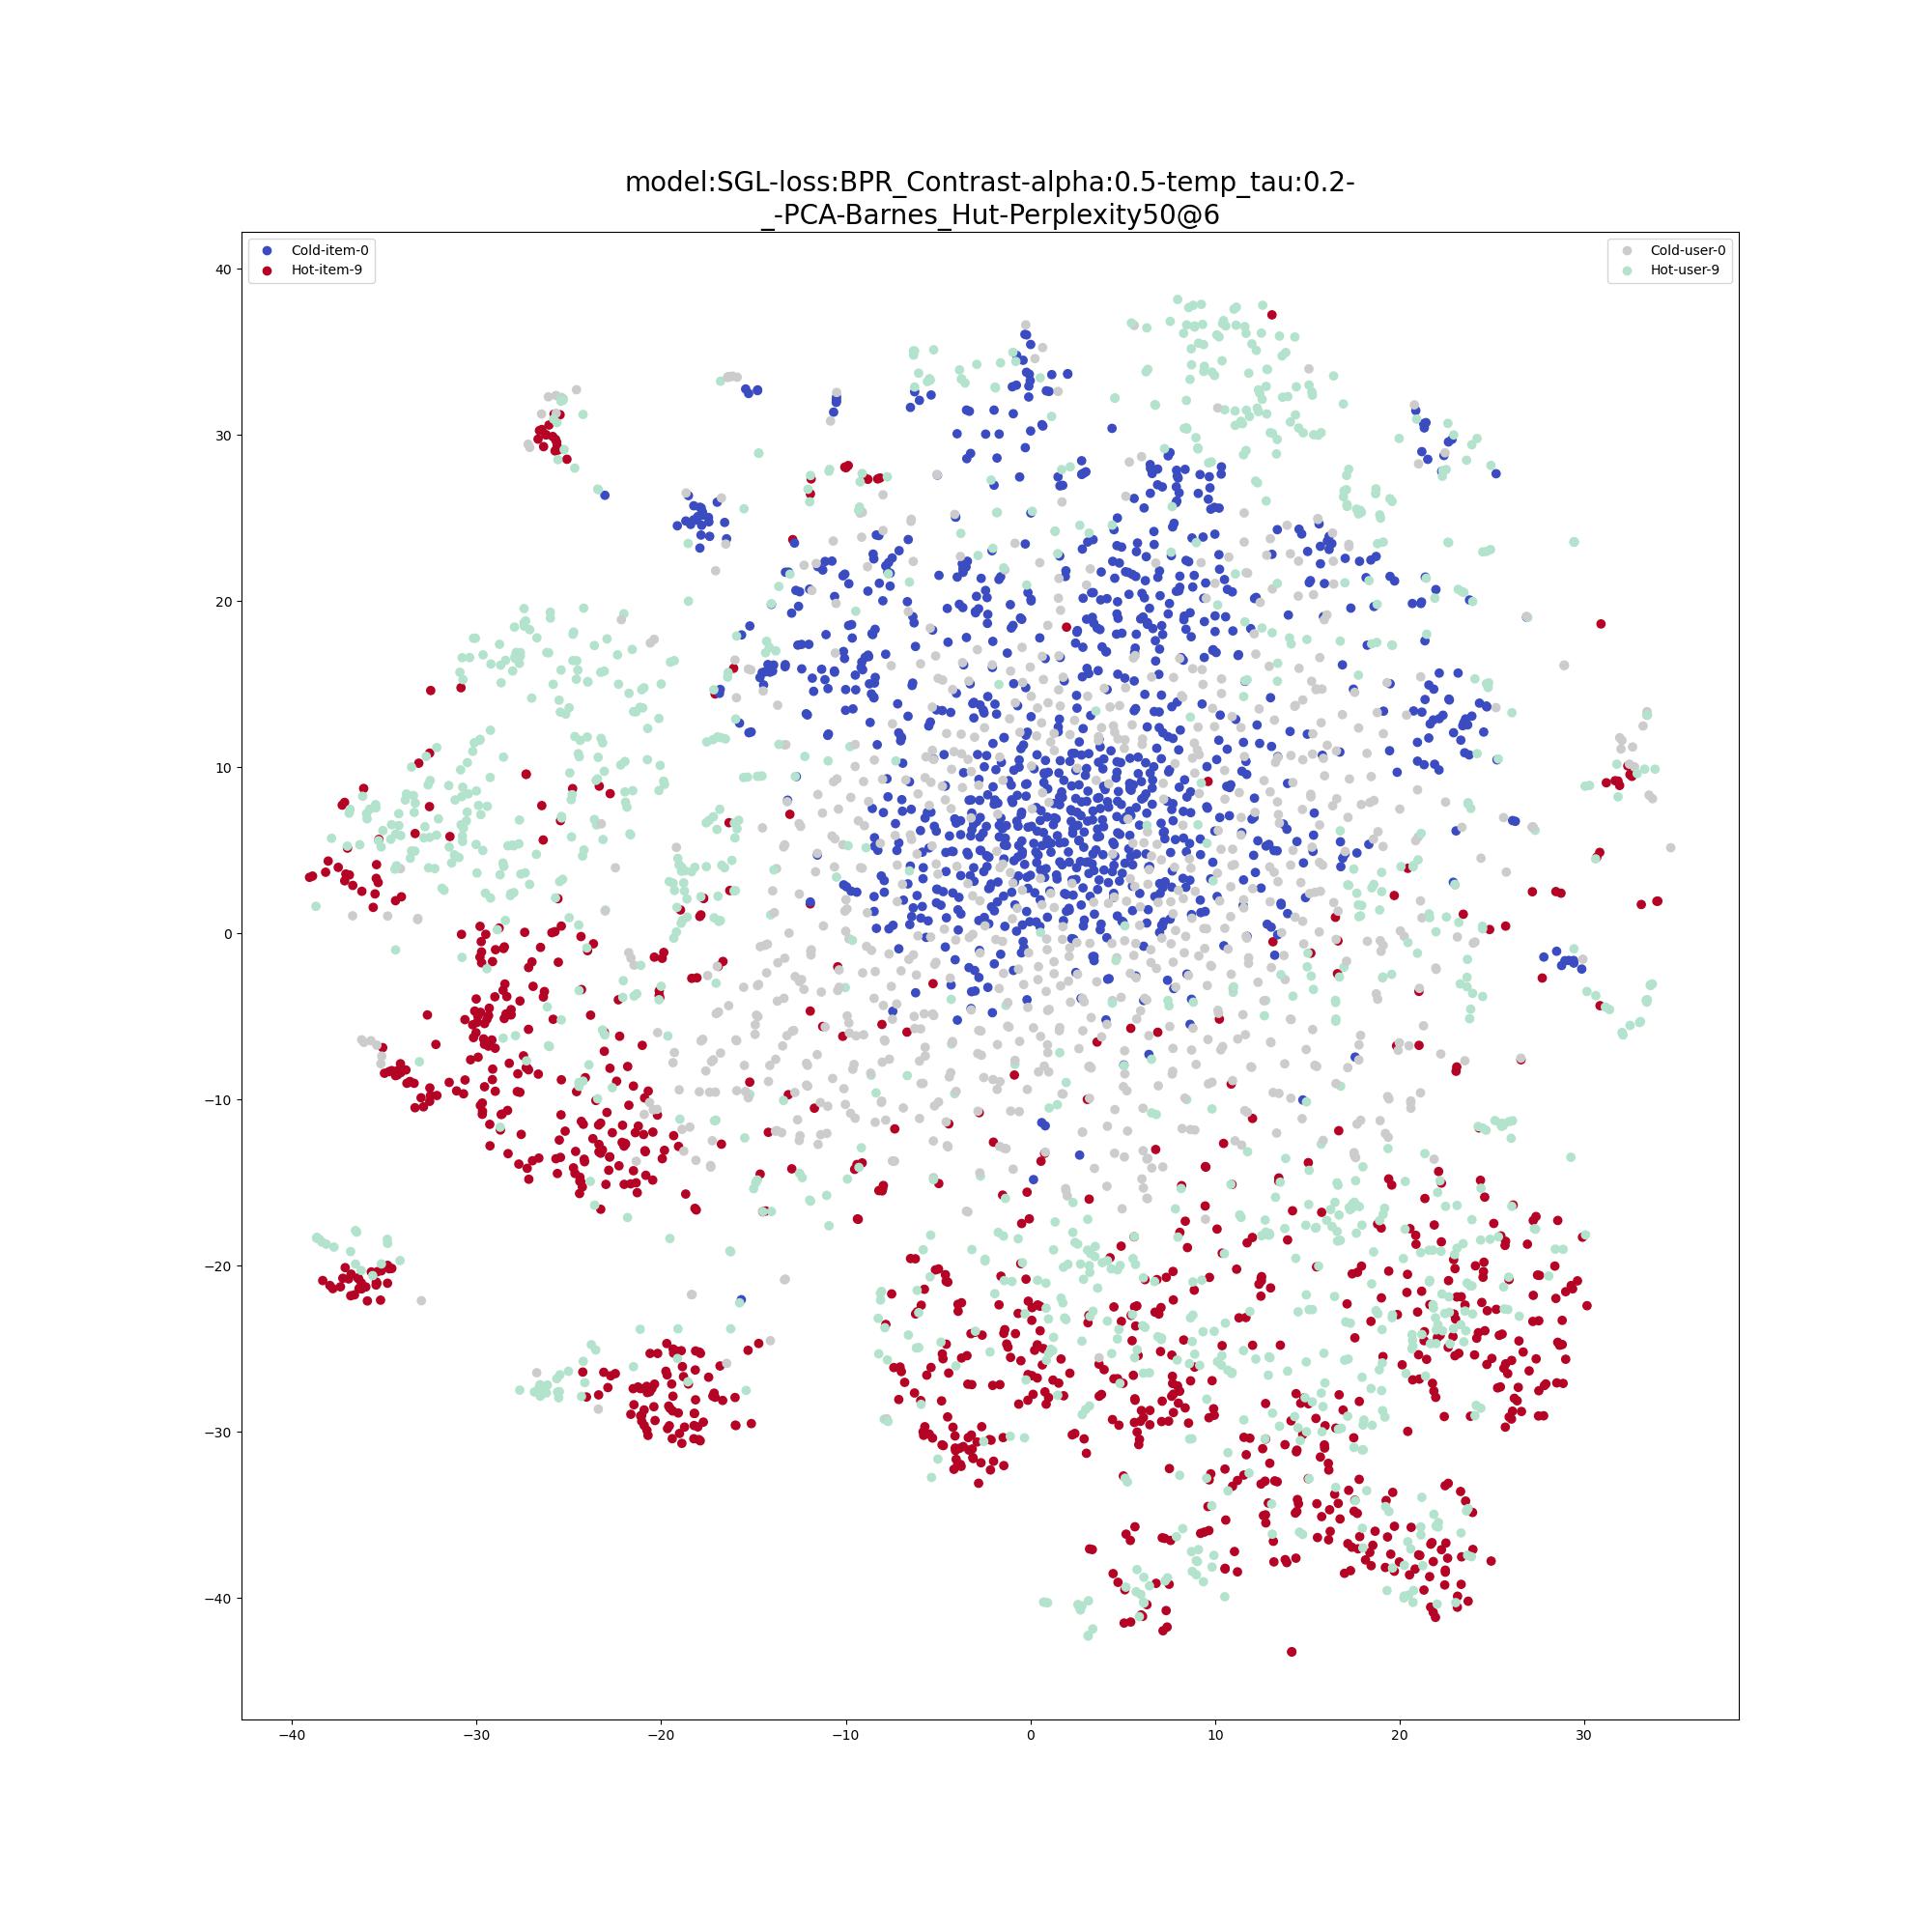 model:SGL-loss:BPR_Contrast-alpha:0.5-temp_tau:0.2-
_-PCA-Barnes_Hut-Perplexity50@6
Cold-item-0
Hot-item-9
Cold-user-0
Hot-user-9
40
30
20
10
0
−10
−20
−30
−40
−40
−30
−20
−10
0
10
20
30